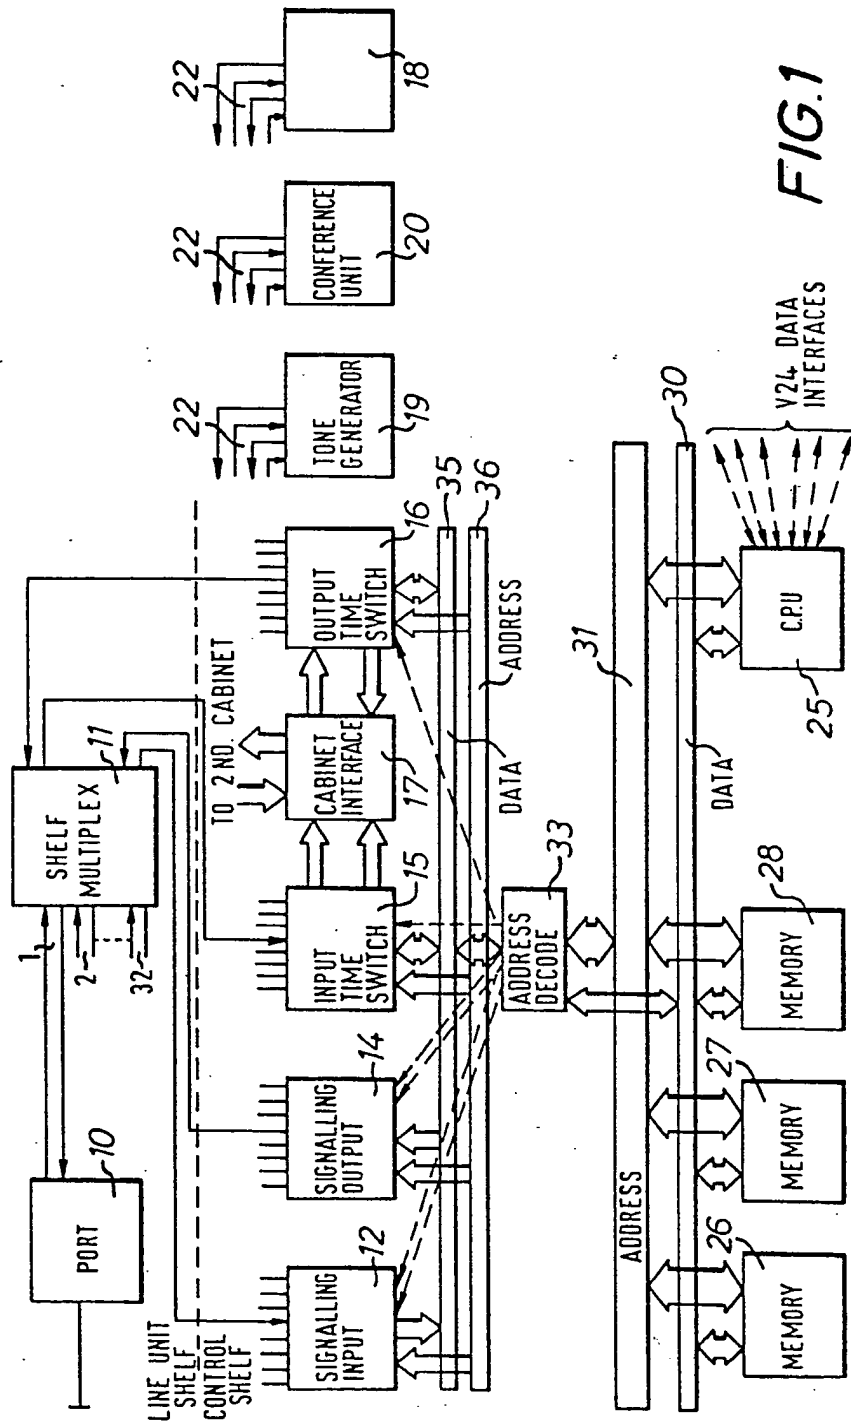 LINE UNIT
SHELF
CONTROL
SHELF
PORT
10
1
2
32
SHELF
MULTIPLEX
11
SIGNALLING
INPUT
12
SIGNALLING
OUTPUT
14
INPUT
TIME
SWITCH
15
TO 2 NO. CABINET
CABINET
INTERFACE
17
OUTPUT
TIME
SWITCH
16
22
TONE
GENERATOR
19
22
CONFERENCE
UNIT
20
22
18
35
36
DATA
ADDRESS
ADDRESS
DECODE
33
ADDRESS
31
DATA
30
MEMORY
26
MEMORY
27
MEMORY
28
C.P.U
25
V24 DATA
INTERFACES
FIG.1